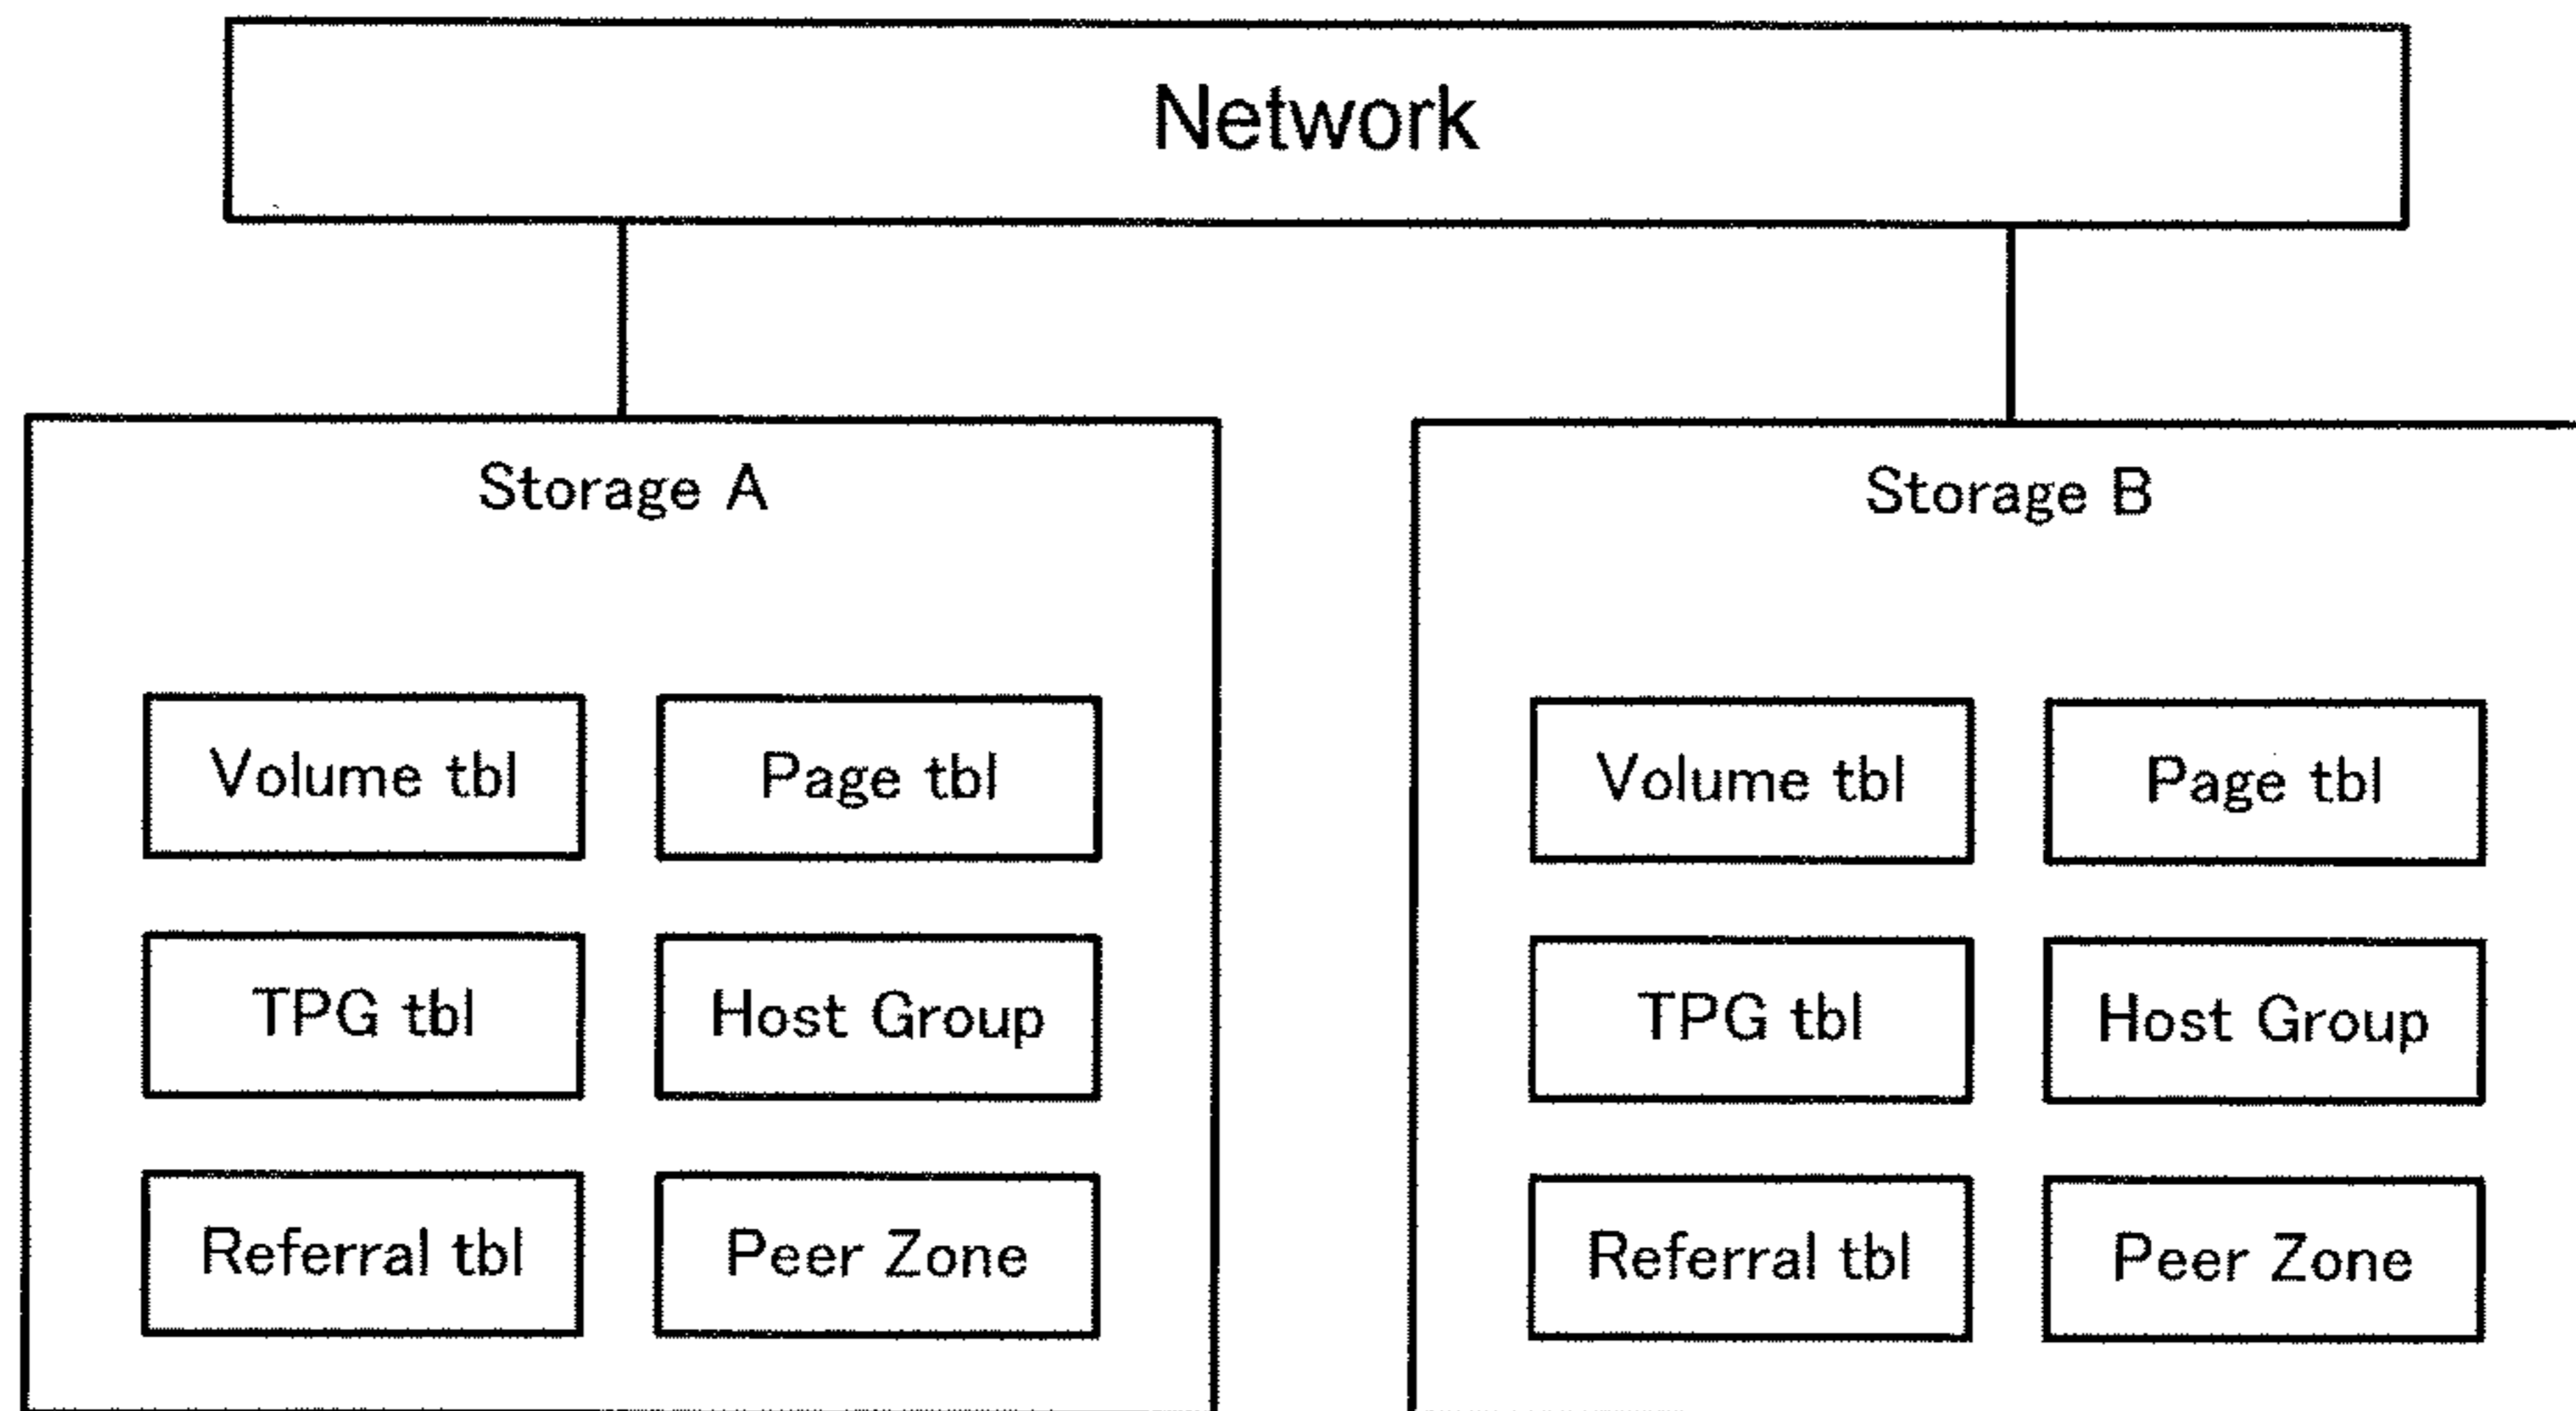 Network
Storage A
Volume tbl
Page tbl
TPG tbl
Host Group
Referral tbl
Peer Zone
Storage B
Volume tbl
Page tbl
TPG tbl
Host Group
Referral tbl
Peer Zone